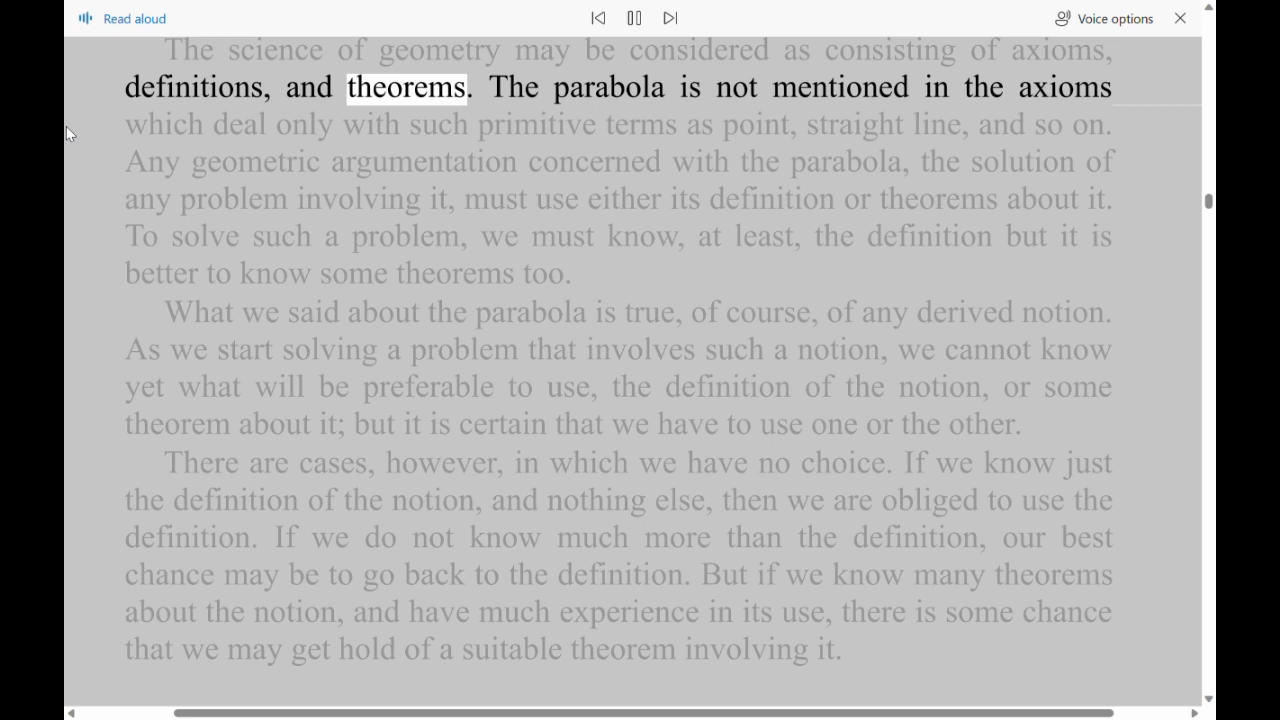 Read aloud
Voice options
The science of geometry may be considered as consisting of axioms,
definitions, and theorems. The parabola is not mentioned in the axioms
which deal only with such primitive terms as point, straight line, and so on.
Any geometric argumentation concerned with the parabola, the solution of
any problem involving it, must use either its definition or theorems about it.
To solve such a problem, we must know, at least, the definition but it is
better to know some theorems too.
What we said about the parabola is true, of course, of any derived notion.
As we start solving a problem that involves such a notion, we cannot know
yet what will be preferable to use, the definition of the notion, or some
theorem about it; but it is certain that we have to use one or the other.
There are cases, however, in which we have no choice. If we know just
the definition of the notion, and nothing else, then we are obliged to use the
definition. If we do not know much more than the definition, our best
chance may be to go back to the definition. But if we know many theorems
about the notion, and have much experience in its use, there is some chance
that we may get hold of a suitable theorem involving it.